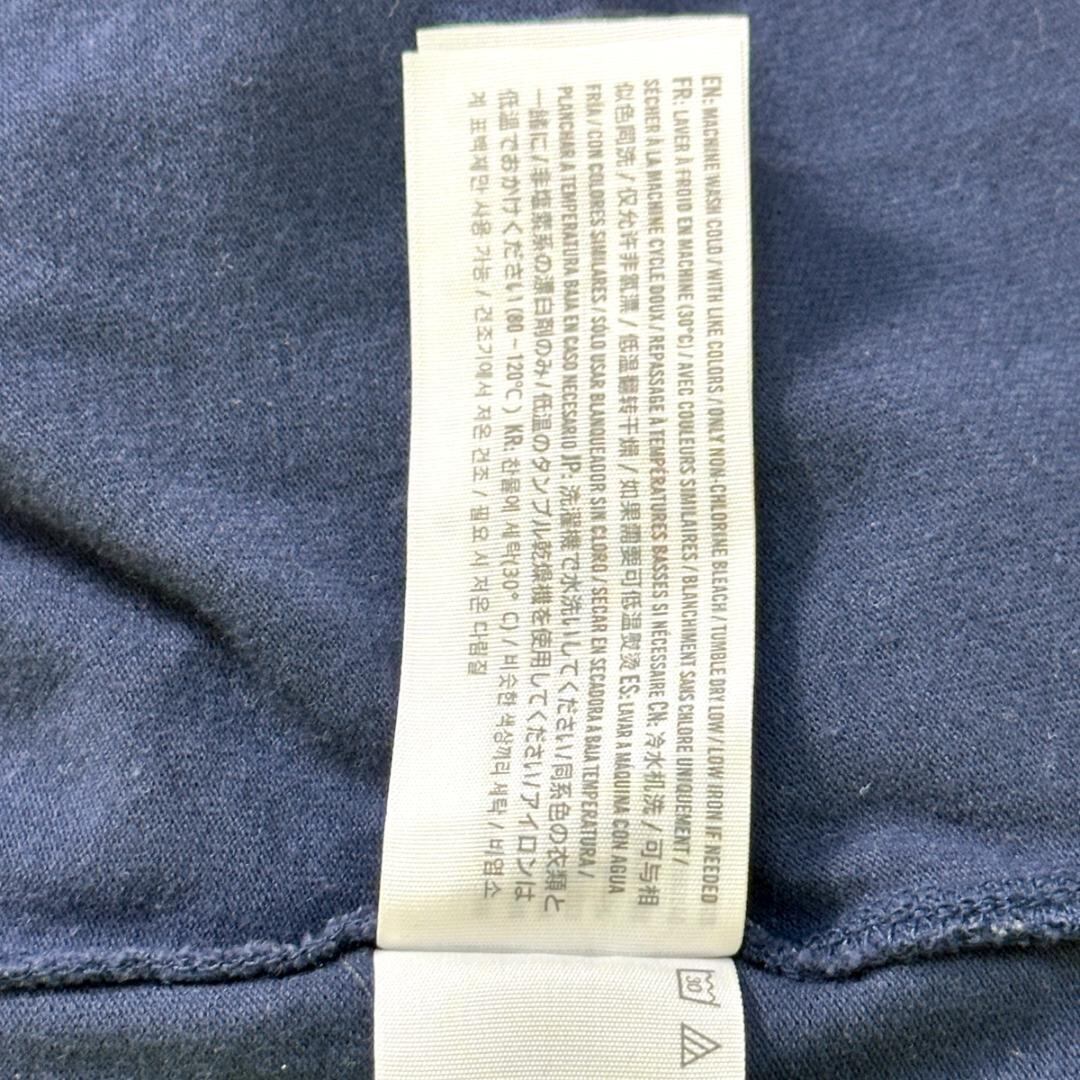 EN: MACHINE WASH COLD / WITH LIKE COLORS / ONLY NON-CHLORINE BLEACH / TUMBLE DRY LOW / LOW IRON IF NEEDED
FR: LAVER À FROID EN MACHINE (30°C) / AVEC COULEURS SIMILAIRES / BLANCHIMENT SANS CHLORE UNIQUEMENT /
SÉCHER À LA MACHINE CYCLE DOUX / REPASSAGE À TEMPÉRATURES BASSES SI NÉCESSAIRE CN: 冷水机洗 / 可与相
似色同洗 / 仅允许非氯漂 / 低温翻转干燥 / 如果需要可低温熨烫 ES: LAVAR A MÁQUINA CON AGUA
FRÍA / CON COLORES SIMILARES / SÓLO USAR BLANQUEADOR SIN CLORO / SECAR EN SECADORA A BAJA TEMPERATURA /
PLANCHAR A TEMPERATURA BAJA EN CASO NECESARIO JP: 洗濯機で水洗いしてください/同系色の衣類と
一緒に/非塩素系の漂白剤のみ/低温のタンブル乾燥機を使用してください/アイロンは
低温でおかけください (80 ~ 120°C) KR: 찬물에 세탁(30° C) / 비슷한 색상끼리 세탁 / 비염소
계 표백제만 사용 가능 / 건조기에서 저온 건조 / 필요 시 저온 다림질
30